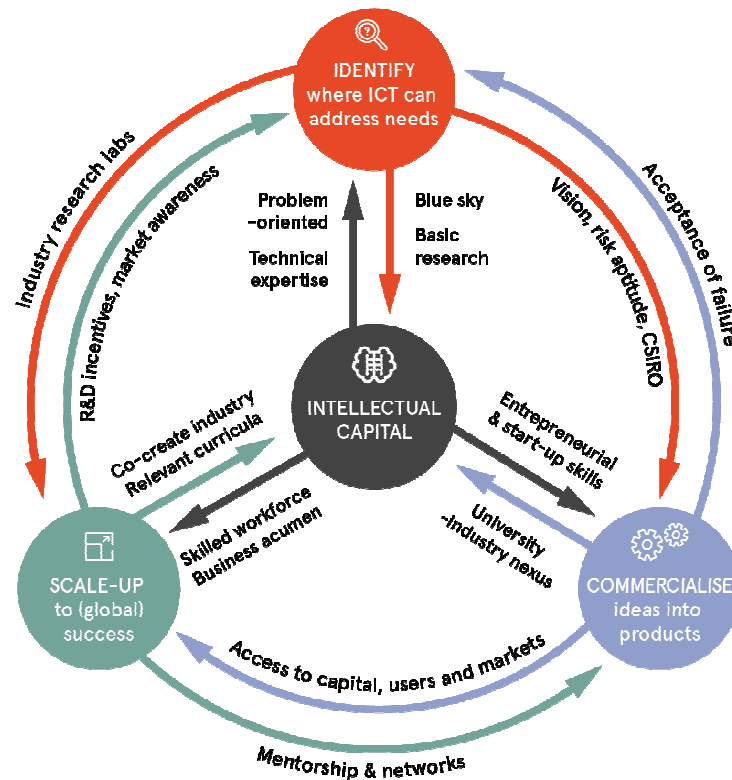 IDENTIFY
where ICT can
address needs
Industry research labs
R&D incentives, market awareness
Problem
-oriented
Technical
expertise
Blue sky
Basic
research
Vision, risk aptitude, CSIRO
Acceptance of failure
INTELLECTUAL
CAPITAL
Co-create industry
Relevant curricula
Skilled workforce
Business acumen
Entrepreneurial
& start-up skills
University
-industry nexus
SCALE-UP
to (global)
success
COMMERCIALISE
ideas into
products
Access to capital, users and markets
Mentorship & networks